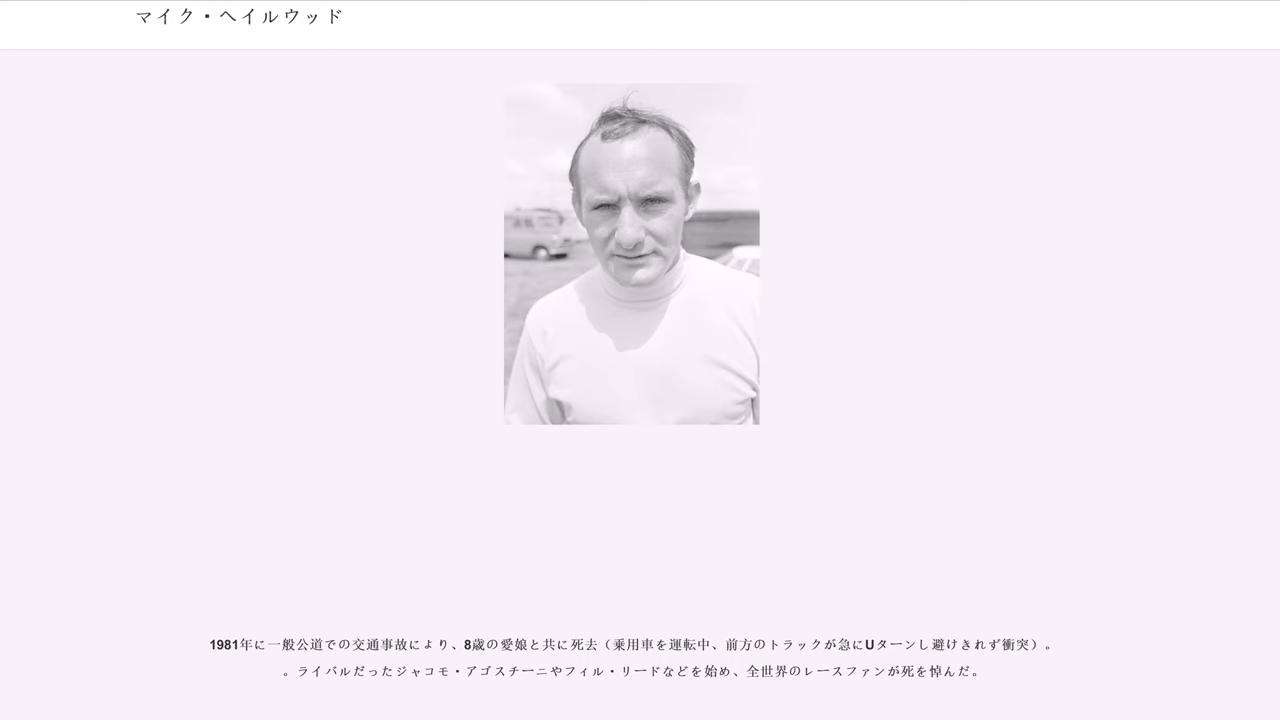 マイク・ヘイルウッド
1981年に一般公道での交通事故により、8歳の愛娘と共に死去（乗用車を運転中、前方のトラックが急にUターンし避けきれず衝突）。
。ライバルだったジャコモ・アゴスチーニやフィル・リードなどを始め、全世界のレースファンが死を悼んだ。